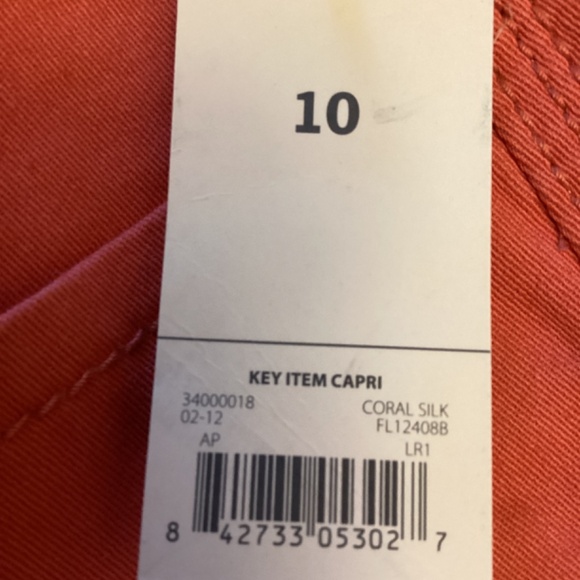 10
KEY ITEM CAPRI
34000018 CORAL SILK
02-12 FL12408B
AP LR1
8 42733 05302 7